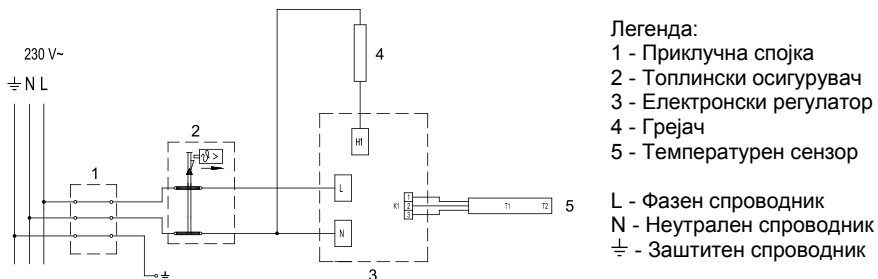 230 V~
⏚ N L
1
2
ϑ >
4
H1
L
N
K1
1
2
3
T1
T2
5
3
Легенда:
1 - Приклучна спојка
2 - Топлински осигурувач
3 - Електронски регулатор
4 - Грејач
5 - Температурен сензор
L - Фазен спроводник
N - Неутрален спроводник
⏚ - Заштитен спроводник